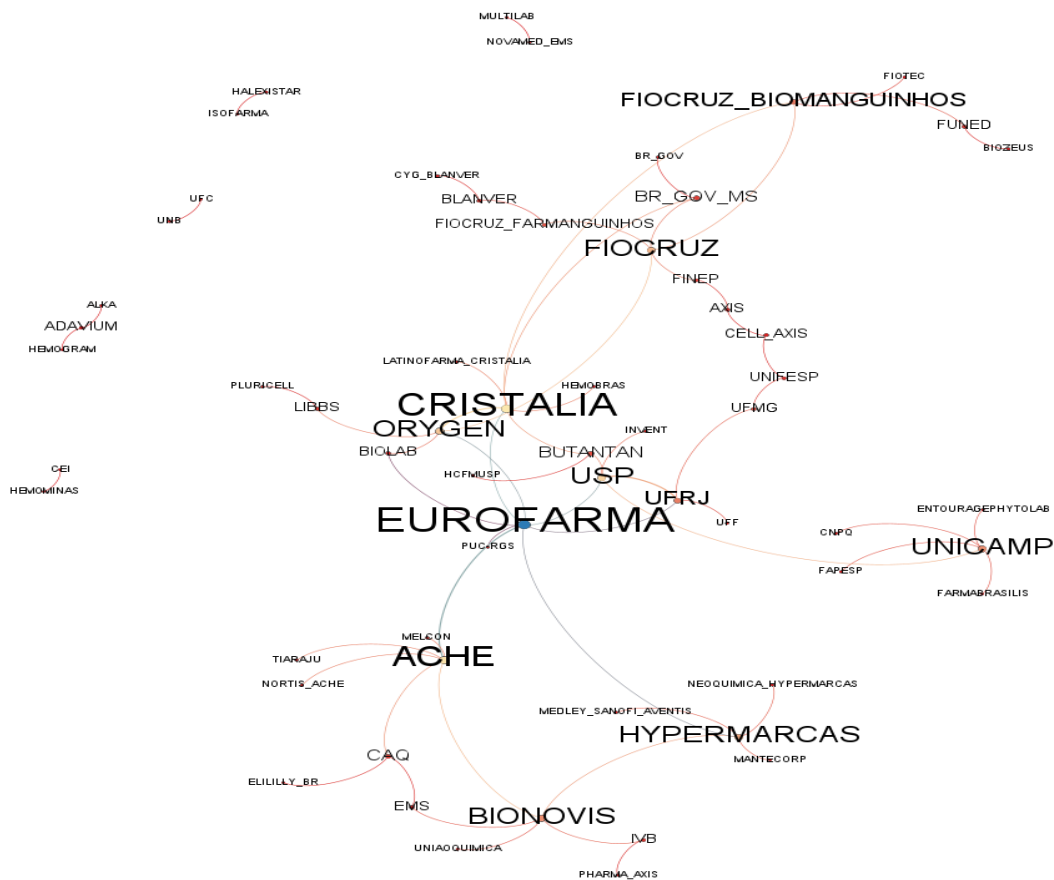 MULTILAB
NOVAMED_EMS
FIOTEC
HALEXISTAR
FIOCRUZ_BIOMANGUINHOS
ISOFARMA
FUNED
BIOZEUS
BR_GOV
CYG_BLANVER
BLANVER
BR_GOV_MS
UFC
UNB
FIOCRUZ_FARMANGUINHOS
FIOCRUZ
FINEP
ALKA
AXIS
ADAVIUM
CELL_AXIS
HEMOGRAM
LATINOFARMA_CRISTALIA
UNIFESP
PLURICELL
HEMOBRAS
LIBBS
CRISTALIA
UFMG
ORYGEN
INVENT
BIOLAB
BUTANTAN
CEI
HCFMUSP
USP
HEMOMINAS
UFRJ
ENTOURAGEPHYTOLAB
EUROFARMA
UFF
CNPQ
PUC-RGS
UNICAMP
FAPESP
FARMABRASILIS
MELCON
TIARAJU
ACHE
NORTIS_ACHE
NEOQUIMICA_HYPERMARCAS
MEDLEY_SANOFI_AVENTIS
HYPERMARCAS
CAQ
MANTECORP
ELILILLY_BR
EMS
BIONOVIS
IVB
UNIAOQUIMICA
PHARMA_AXIS